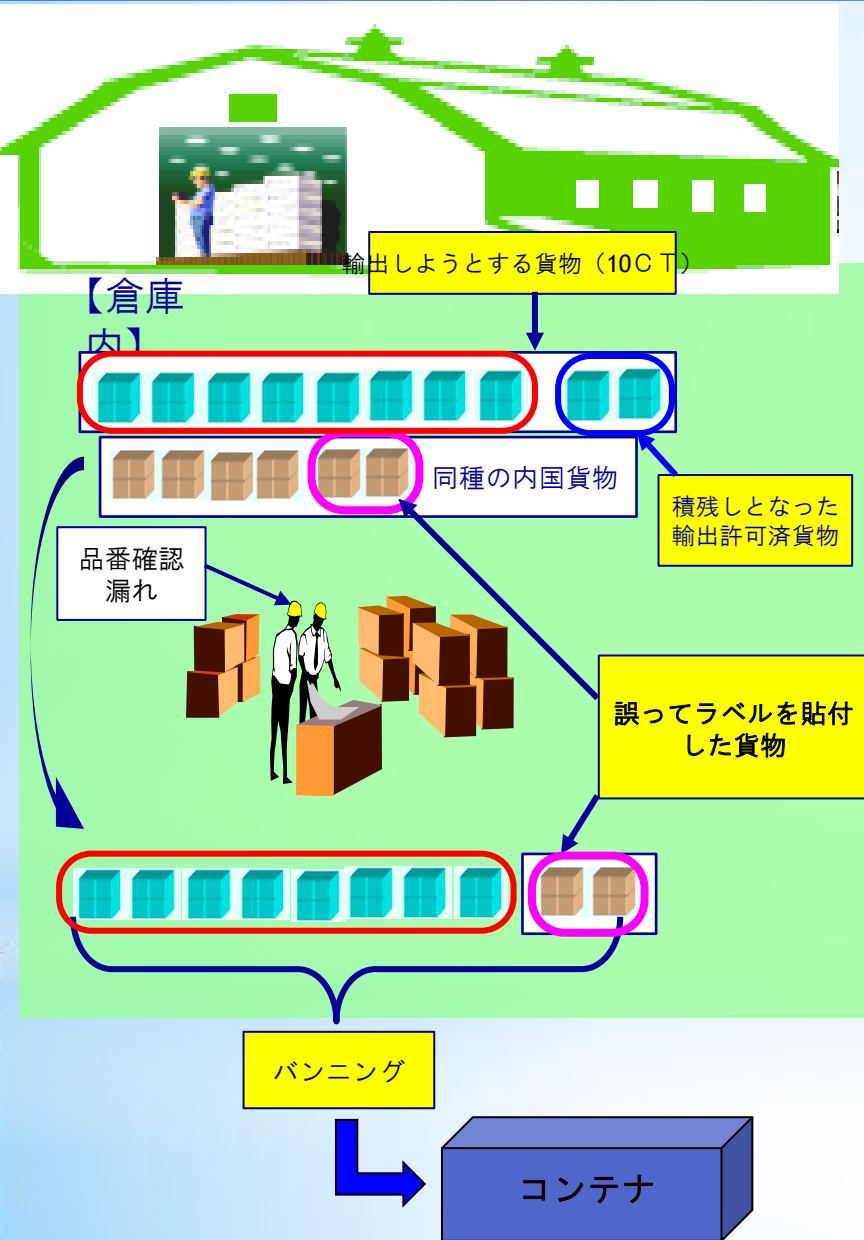 輸出しようとする貨物（10ＣＴ）
【倉庫
内】
同種の内国貨物
積残しとなった
輸出許可済貨物
品番確認
漏れ
誤ってラベルを貼付
した貨物
バンニング
コンテナ